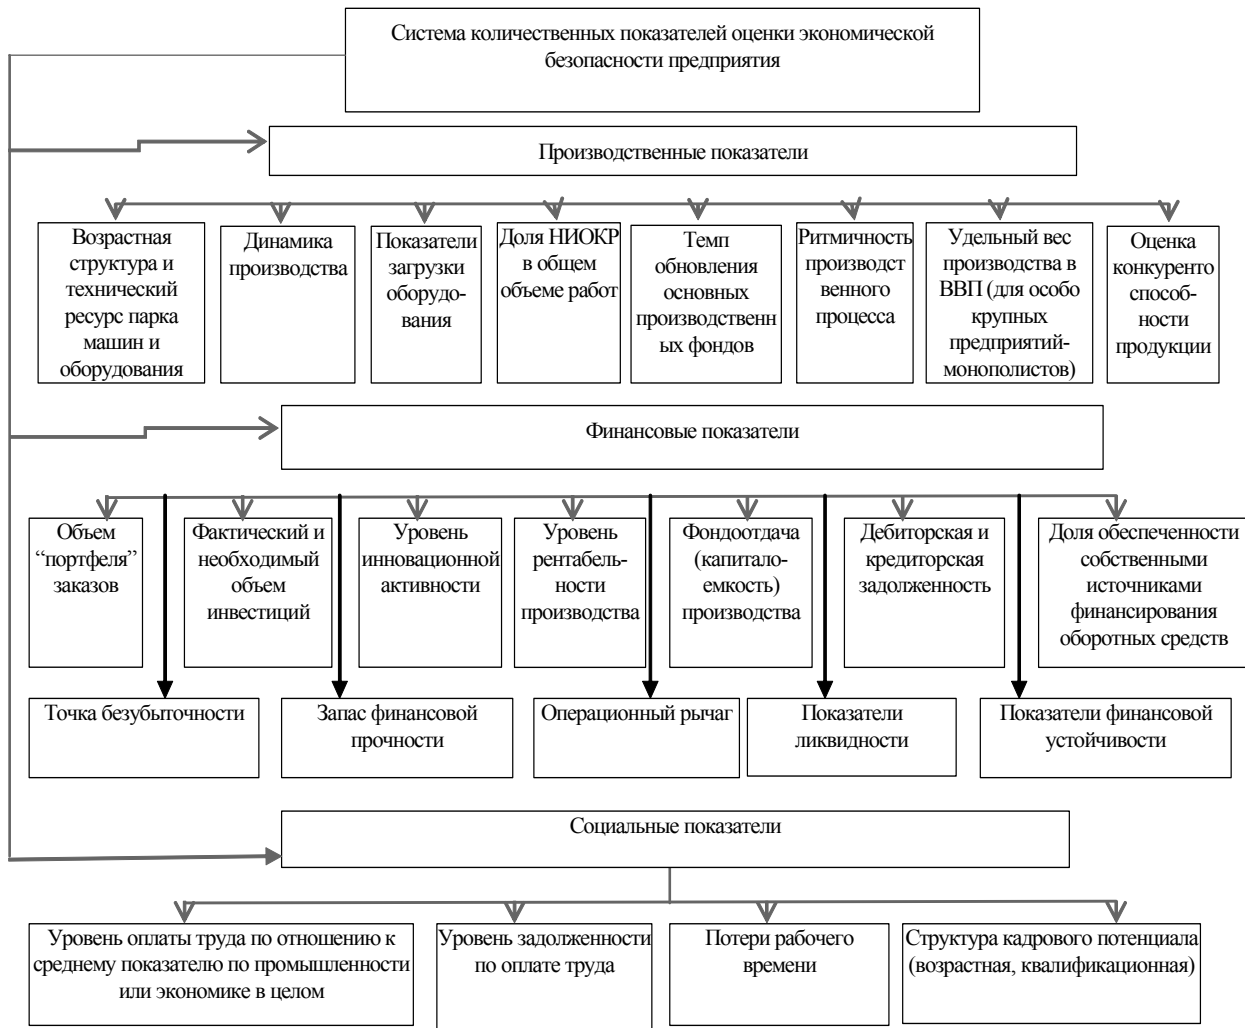 Система количественных показателей оценки экономической
безопасности предприятия
Производственные показатели
Возрастная
структура и
технический
ресурс парка
машин и
оборудования
Динамика
производства
Показатели
загрузки
оборудо-
вания
Доля НИОКР
в общем
объеме работ
Темп
обновления
основных
производственн
ых фондов
Ритмичность
производст
венного
процесса
Удельный вес
производства в
ВВП (для особо
крупных
предприятий-
монополистов)
Оценка
конкуренто
способ-
ности
продукции
Финансовые показатели
Объем
“портфеля”
заказов
Фактический и
необходимый
объем
инвестиций
Уровень
инновационной
активности
Уровень
рентабель-
ности
производства
Фондоотдача
(капитало-
емкость)
производства
Дебиторская и
кредиторская
задолженность
Доля обеспеченности
собственными
источниками
финансирования
оборотных средств
Точка безубыточности
Запас финансовой
прочности
Операционный рычаг
Показатели
ликвидности
Показатели финансовой
устойчивости
Социальные показатели
Уровень оплаты труда по отношению к
среднему показателю по промышленности
или экономике в целом
Уровень задолженности
по оплате труда
Потери рабочего
времени
Структура кадрового потенциала
(возрастная, квалификационная)